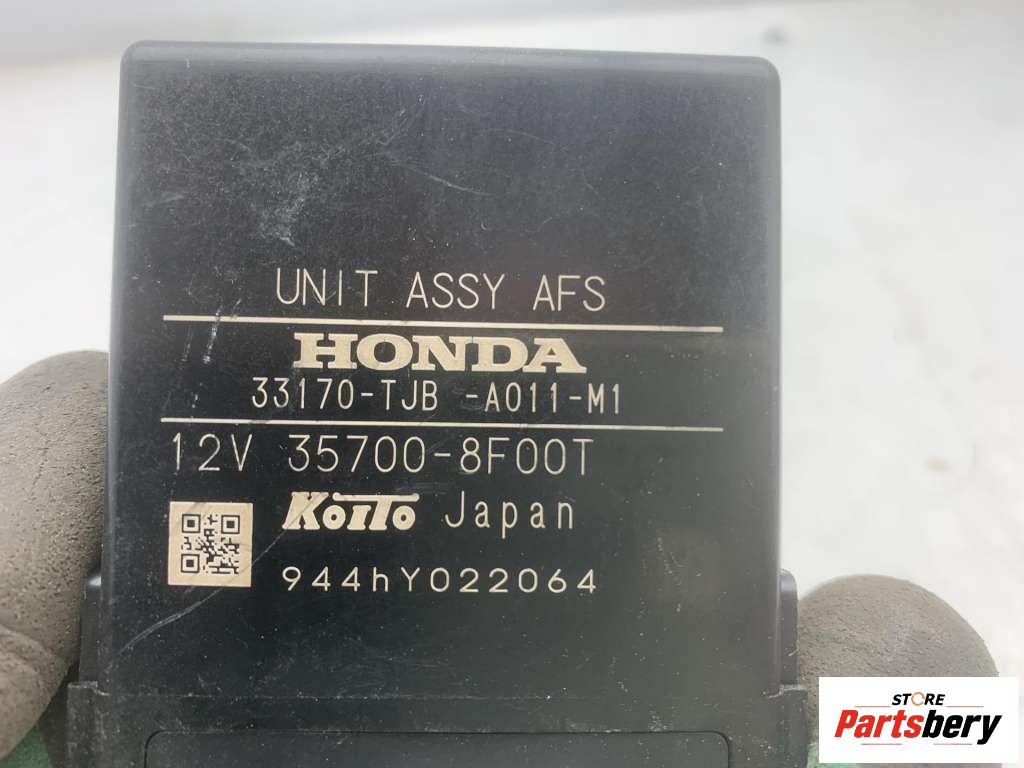 UNIT ASSY AFS
HONDA
33170-TJB -A011-M1
12V 35700-8F00T
KOITO Japan
944hY022064
STORE
Partsbery